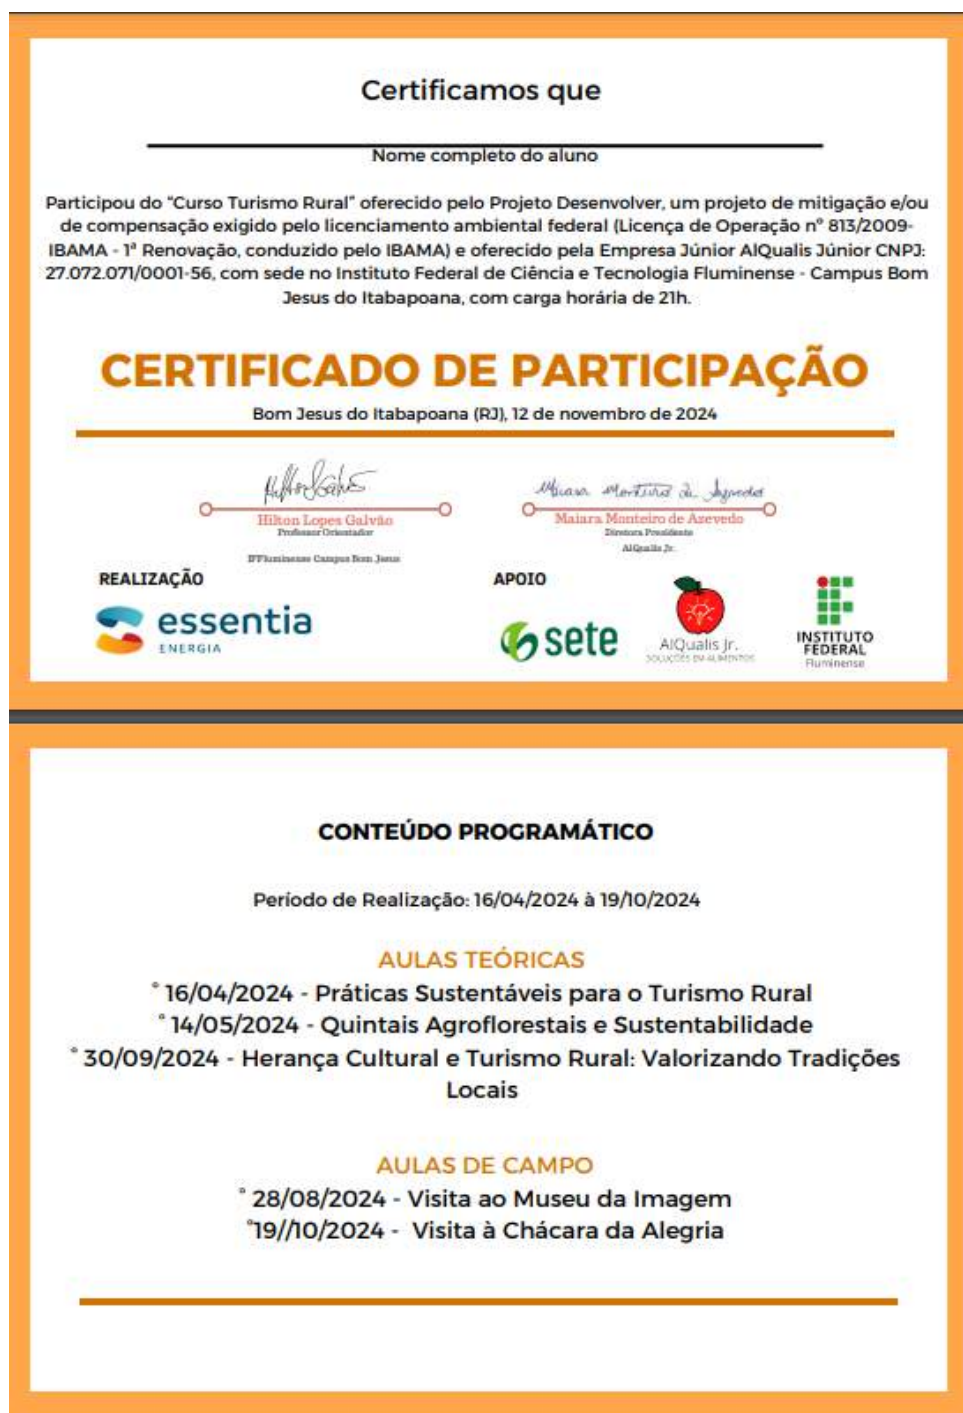 Certificamos que
Nome completo do aluno
Participou do “Curso Turismo Rural” oferecido pelo Projeto Desenvolver, um projeto de mitigação e/ou
de compensação exigido pelo licenciamento ambiental federal (Licença de Operação nº 813/2009-
IBAMA - 1ª Renovação, conduzido pelo IBAMA) e oferecido pela Empresa Júnior AlQualis Júnior CNPJ:
27.072.071/0001-56, com sede no Instituto Federal de Ciência e Tecnologia Fluminense - Campus Bom
Jesus do Itabapoana, com carga horária de 21h.
CERTIFICADO DE PARTICIPAÇÃO
Bom Jesus do Itabapoana (RJ), 12 de novembro de 2024
Maiara Monteiro de Azevedo
Hilton Lopes Galvão
Professor Orientador
IFFluminense Campus Bom Jesus
Maiara Monteiro de Azevedo
Diretora Presidente
AlQualis Jr.
REALIZAÇÃO
essentia
ENERGIA
APOIO
sete
AlQualis Jr.
SOLUÇÕES EM ALIMENTOS
INSTITUTO
FEDERAL
Fluminense
CONTEÚDO PROGRAMÁTICO
Período de Realização: 16/04/2024 à 19/10/2024
AULAS TEÓRICAS
° 16/04/2024 - Práticas Sustentáveis para o Turismo Rural
° 14/05/2024 - Quintais Agroflorestais e Sustentabilidade
° 30/09/2024 - Herança Cultural e Turismo Rural: Valorizando Tradições
Locais
AULAS DE CAMPO
° 28/08/2024 - Visita ao Museu da Imagem
°19//10/2024 - Visita à Chácara da Alegria